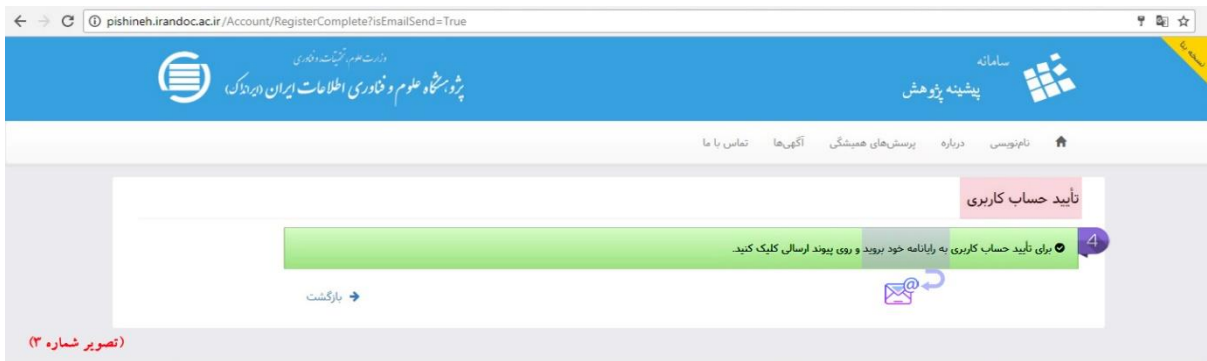 pishineh.irandoc.ac.ir/Account/RegisterComplete?isEmailSend=True
نسخه بتا
سامانه
پیشینه پژوهش
وزارت علوم، تحقیقات و فناوری
پژوهشگاه علوم و فناوری اطلاعات ایران (ایرانداک)
نام‌نویسی درباره پرسش‌های همیشگی آگهی‌ها تماس با ما
تأیید حساب کاربری
4
برای تأیید حساب کاربری به رایانامه خود بروید و روی پیوند ارسالی کلیک کنید.
بازگشت
(تصویر شماره ۳)